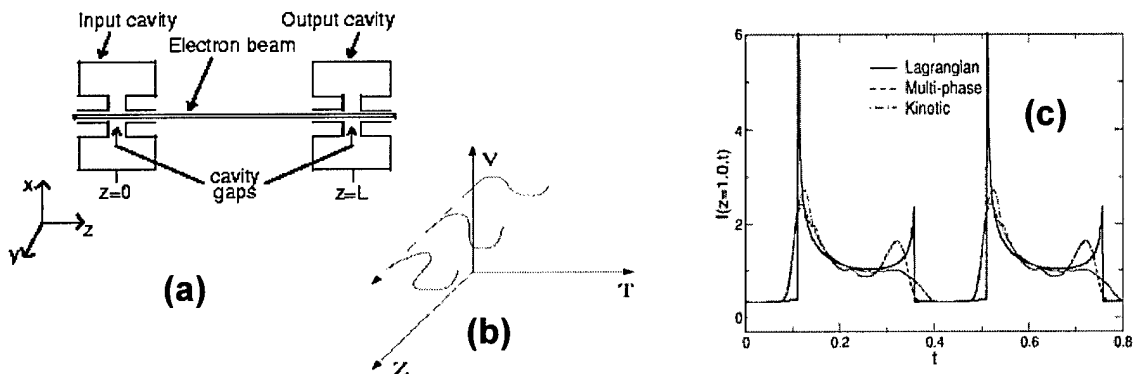 Input cavity
Output cavity
Electron beam
cavity
gaps
z=0
z=L
x
z
y
(a)
V
T
Z
(b)
I(z=1.0,t)
6
4
2
0
Lagrangian
Multi-phase
Kinotic
(c)
0
0.2
0.4
0.6
0.8
t